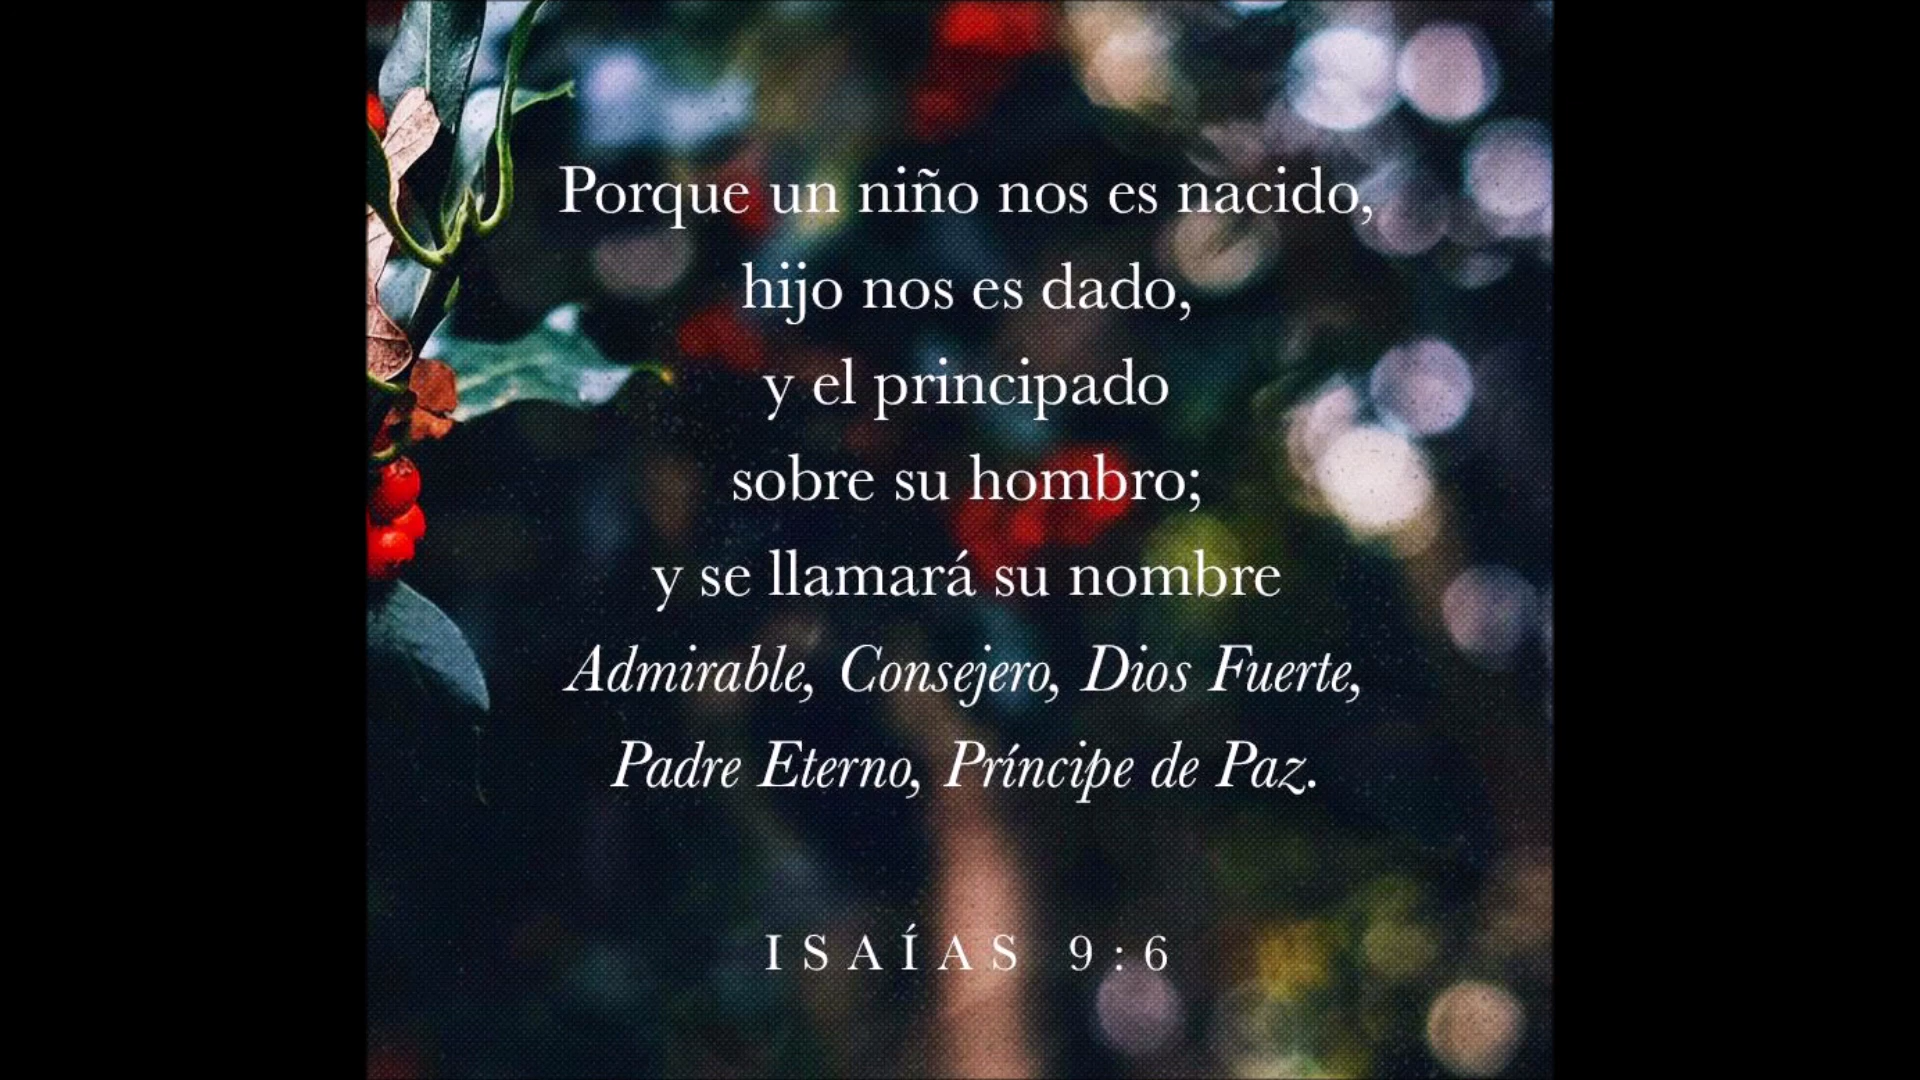 Porque un niño nos es nacido,
hijo nos es dado,
y el principado
sobre su hombro;
y se llamará su nombre
Admirable, Consejero, Dios Fuerte,
Padre Eterno, Príncipe de Paz.
ISAÍAS 9:6